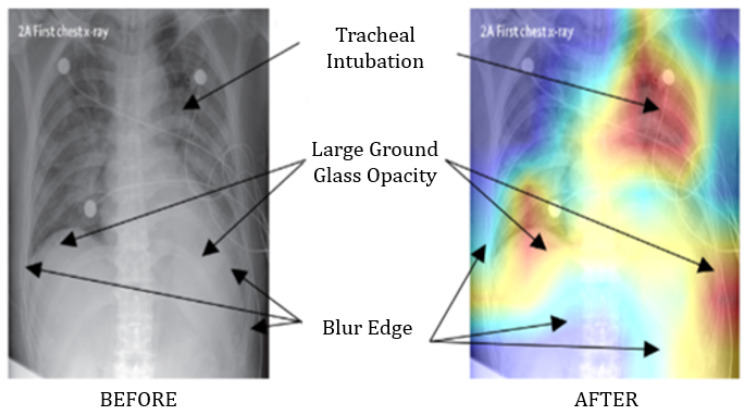 2A First chest x-ray
2A First chest x-ray
Tracheal
Intubation
Large Ground
Glass Opacity
Blur Edge
BEFORE
AFTER